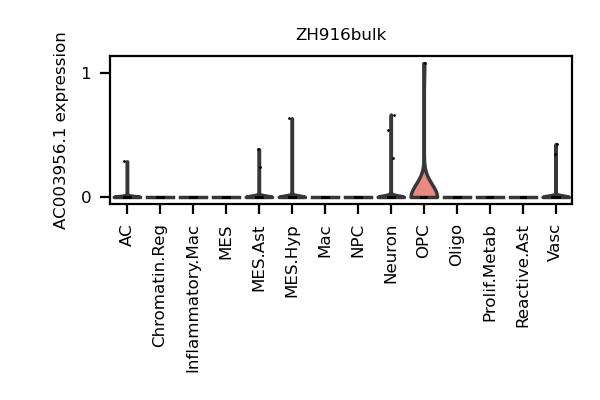 ZH916bulk
AC003956.1 expression
1
0
AC
Chromatin.Reg
Inflammatory.Mac
MES
MES.Ast
MES.Hyp
Mac
NPC
Neuron
OPC
Oligo
Prolif.Metab
Reactive.Ast
Vasc